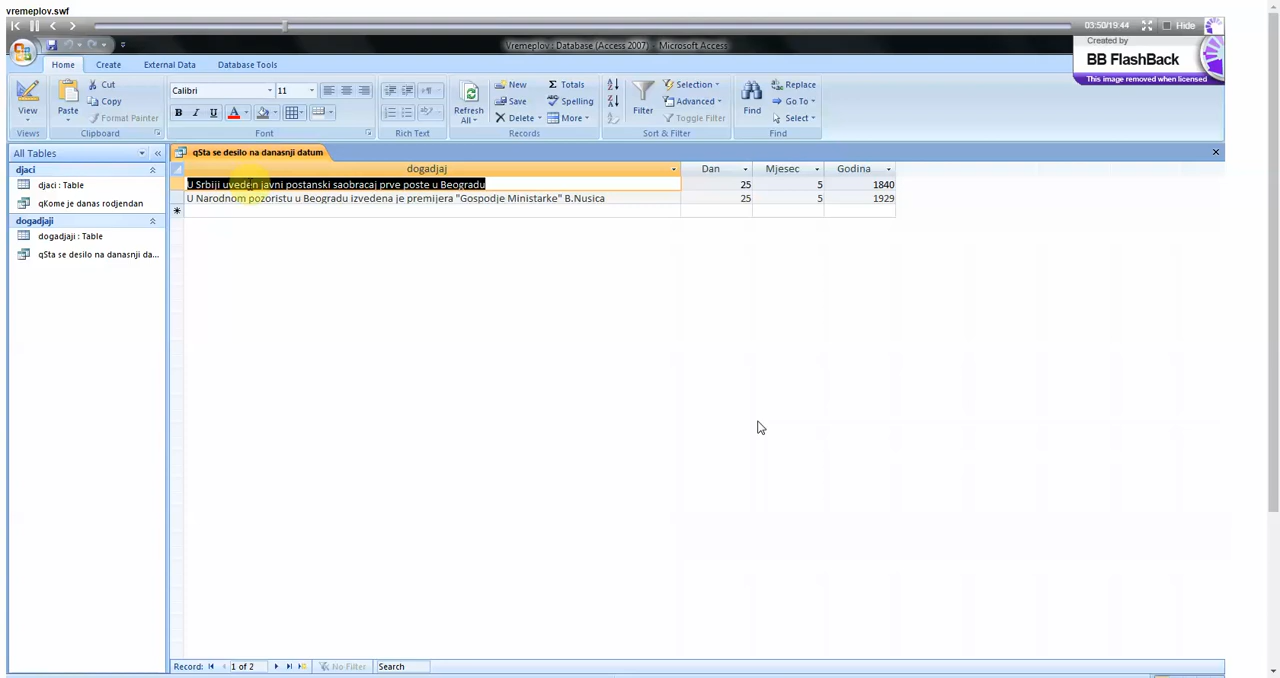 vremeplov.swf
03:50/19:44 Hide
Created by
BB FlashBack
This image removed when licensed
Vremeplov : Database (Access 2007) - Microsoft Access
Home Create External Data Database Tools
View Views
Paste Cut Copy Format Painter Clipboard
Calibri 11 B I U A Font
Rich Text
Refresh All New Save Delete Totals Spelling More Records
Filter Selection Advanced Toggle Filter Sort & Filter
Find Replace Go To Select Find
All Tables
djaci
djaci : Table
qKome je danas rodjendan
dogadjaji
dogadjaji : Table
qSta se desilo na danasnji da...
qSta se desilo na danasnji datum
dogadjaj Dan Mjesec Godina
U Srbiji uveden javni postanski saobracaj prve poste u Beogradu 25 5 1840
U Narodnom pozoristu u Beogradu izvedena je premijera "Gospodje Ministarke" B.Nusica 25 5 1929
Record: 1 of 2 No Filter Search